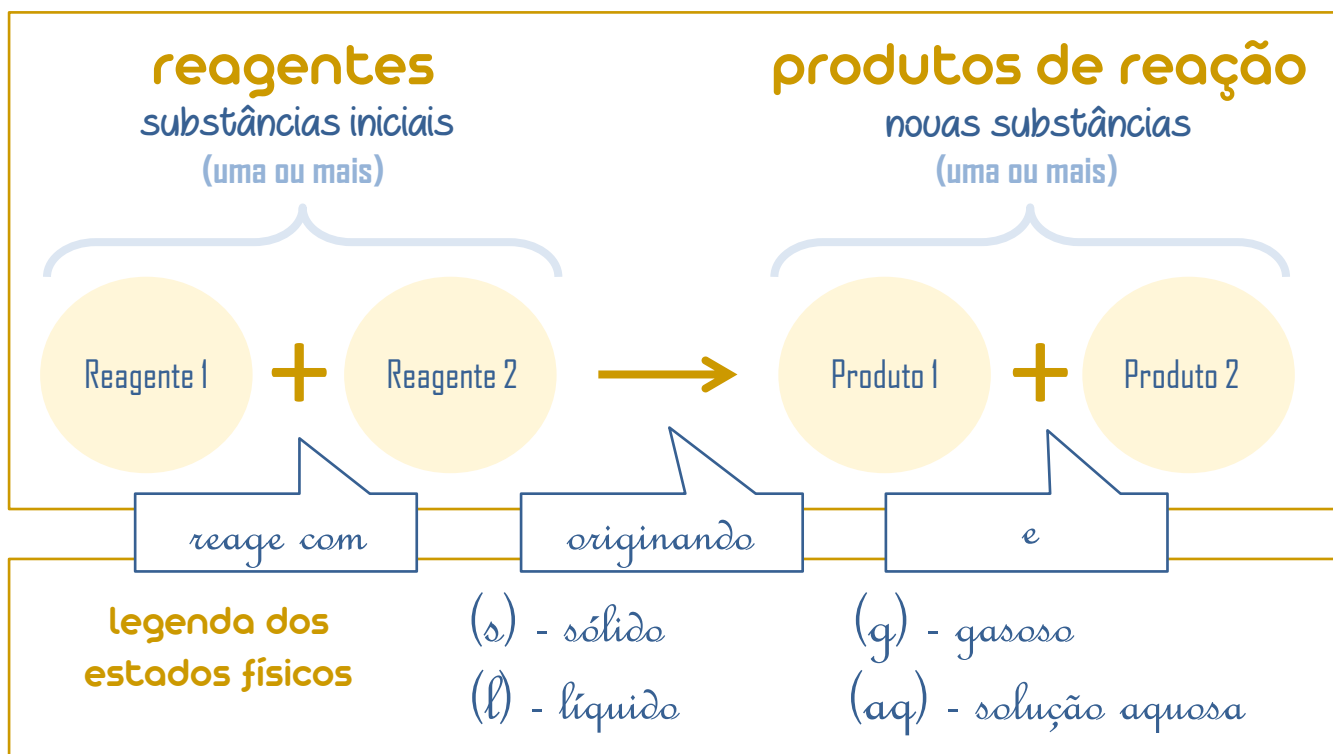 reagentes
substâncias iniciais
(uma ou mais)
produtos de reação
novas substâncias
(uma ou mais)
Reagente 1 + Reagente 2 → Produto 1 + Produto 2
reage com
originando
e
legenda dos
estados físicos
(s) - sólido
(l) - líquido
(g) - gasoso
(aq) - solução aquosa